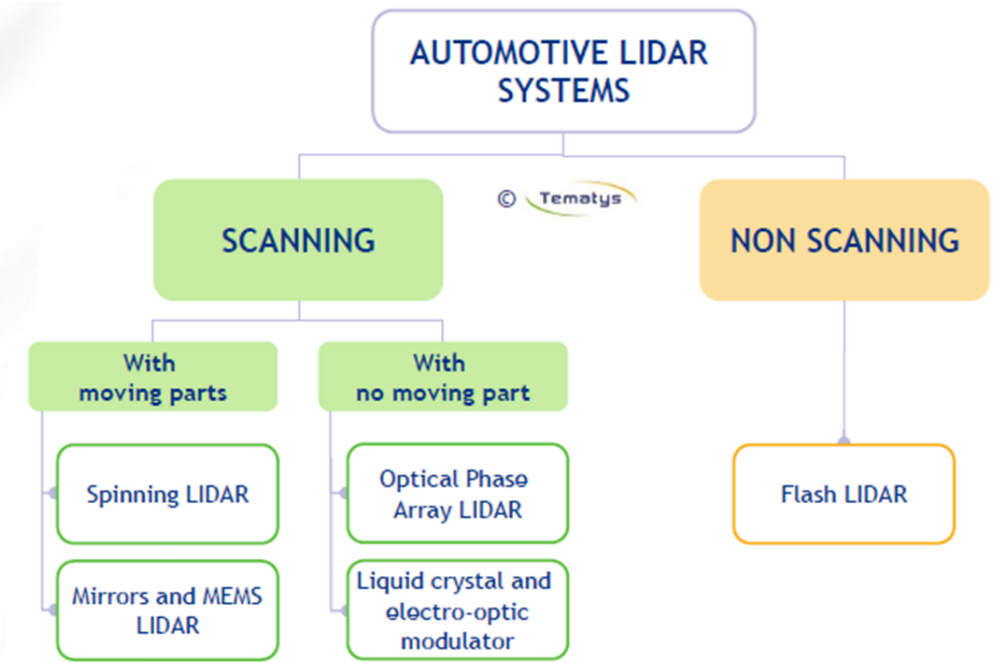 AUTOMOTIVE LIDAR
SYSTEMS
© Tematys
SCANNING
NON SCANNING
With
moving parts
With
no moving part
Spinning LIDAR
Optical Phase
Array LIDAR
Flash LIDAR
Mirrors and MEMS
LIDAR
Liquid crystal and
electro-optic
modulator